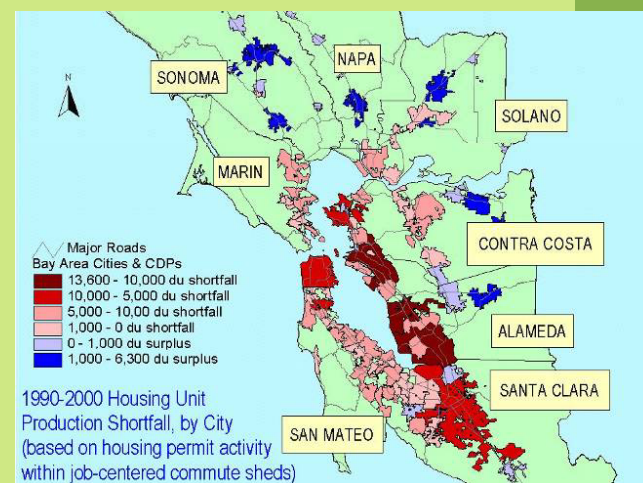 NAPA
SONOMA
N
SOLANO
MARIN
CONTRA COSTA
Major Roads
Bay Area Cities & CDPs
13,600 - 10,000 du shortfall
10,000 - 5,000 du shortfall
5,000 - 10,00 du shortfall
1,000 - 0 du shortfall
0 - 1,000 du surplus
1,000 - 6,300 du surplus
ALAMEDA
SANTA CLARA
1990-2000 Housing Unit
Production Shortfall, by City
(based on housing permit activity
within job-centered commute sheds)
SAN MATEO